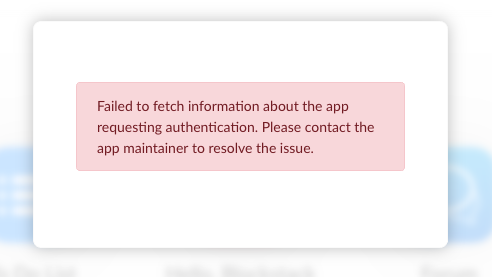 Failed to fetch information about the app
requesting authentication. Please contact the
app maintainer to resolve the issue.